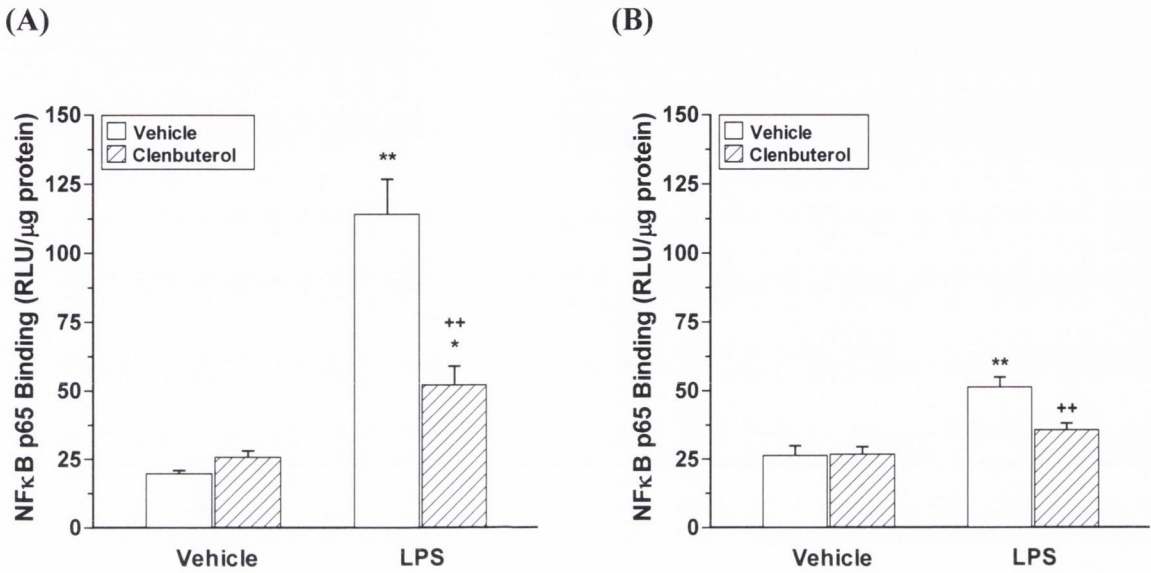 (A)
(B)
NFκB p65 Binding (RLU/μg protein)
150
125
100
75
50
25
0
Vehicle
Clenbuterol
**
++
*
Vehicle
LPS
NFκB p65 Binding (RLU/μg protein)
150
125
100
75
50
25
0
Vehicle
Clenbuterol
**
++
Vehicle
LPS